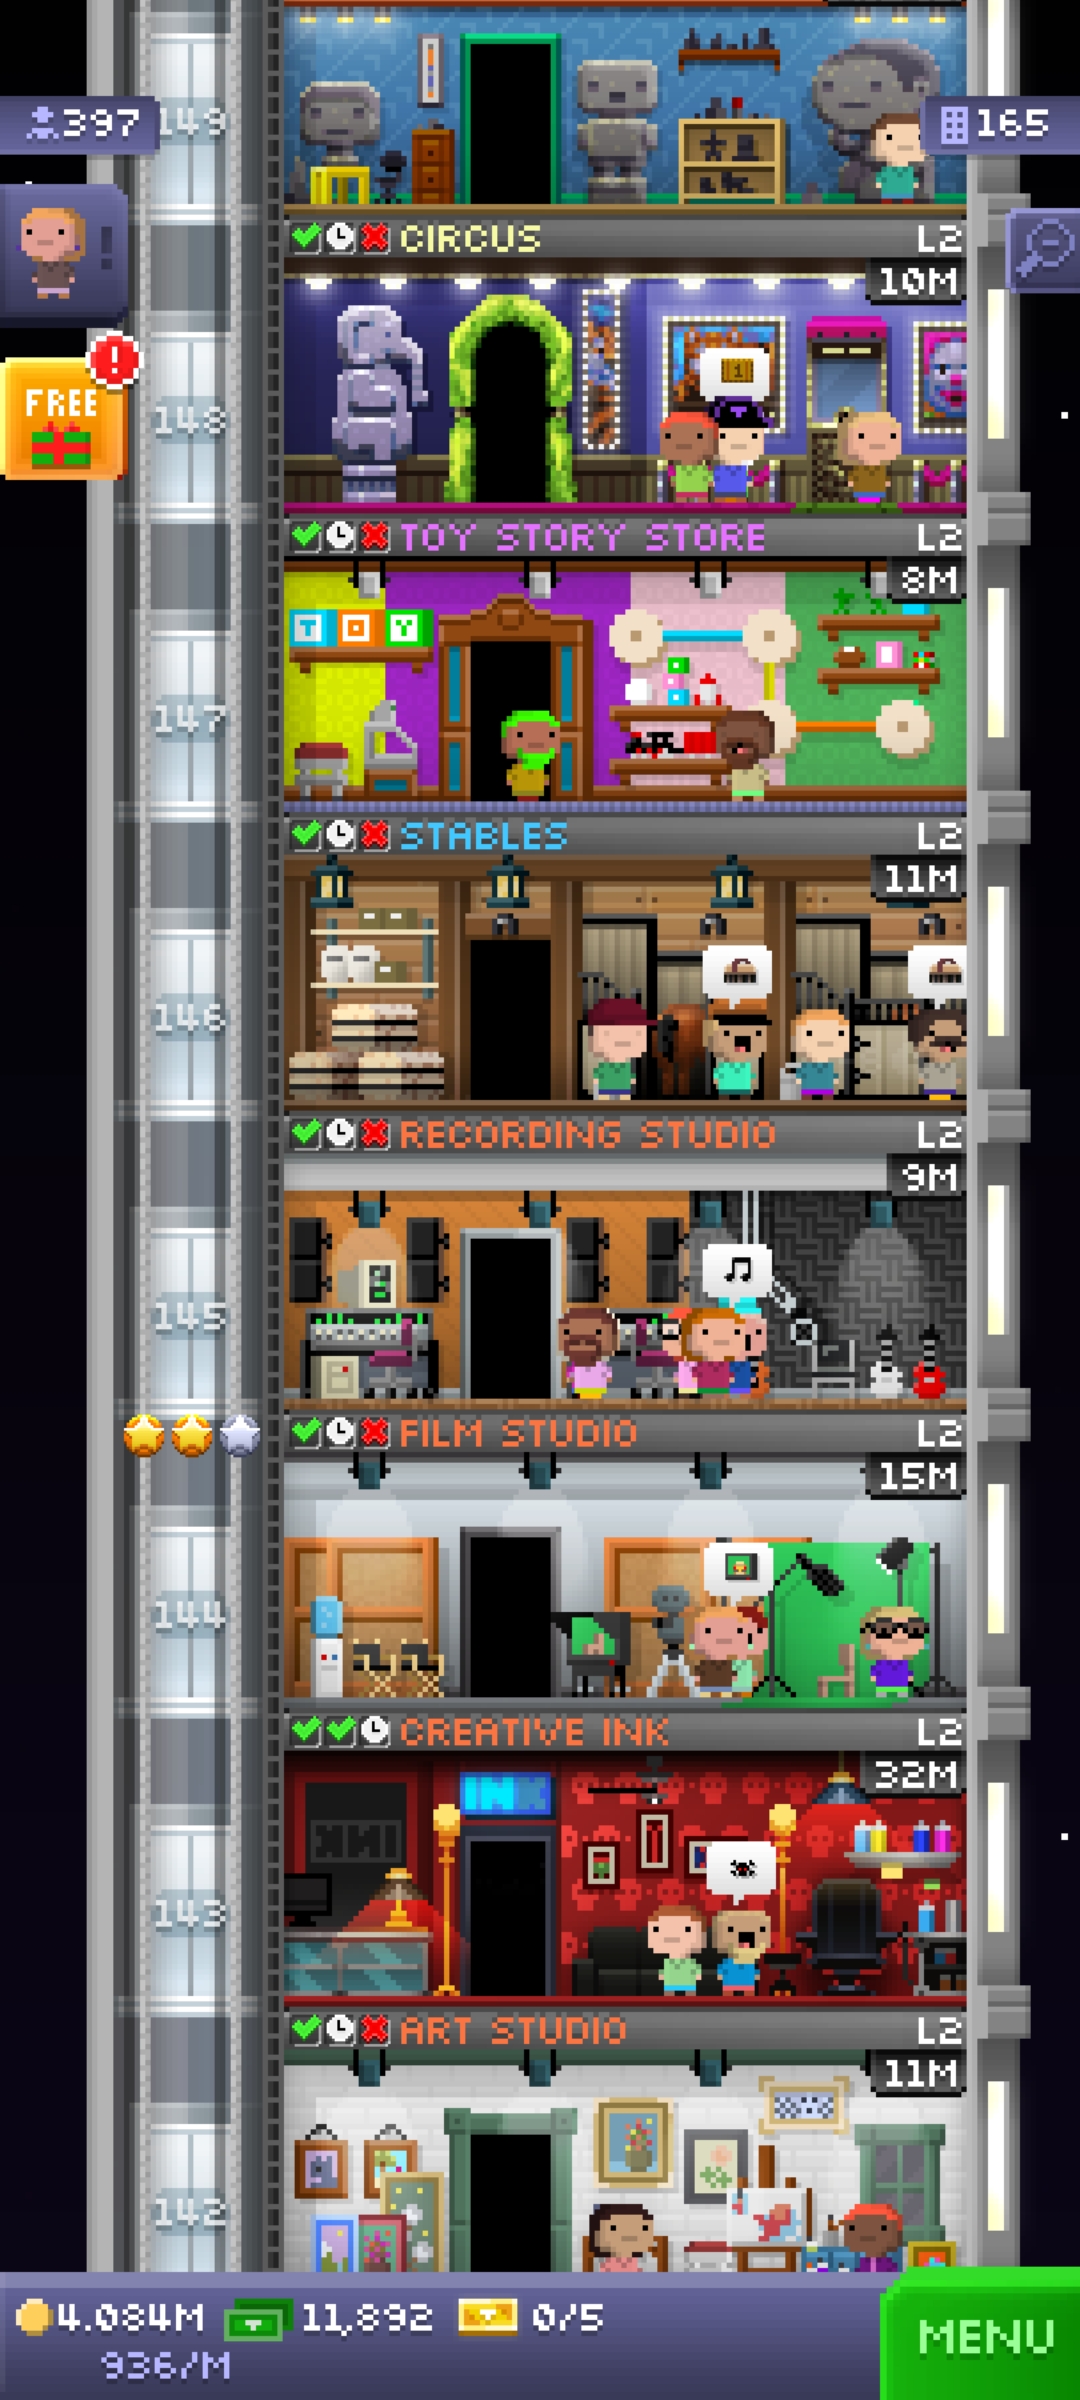 149
397
165
CIRCUS L2
10M
!
FREE
148
1
TOY STORY STORE L2
8M
TOY
147
STABLES L2
11M
146
RECORDING STUDIO L2
9M
145
FILM STUDIO L2
15M
144
CREATIVE INK L2
32M
INK
143
ART STUDIO L2
11M
142
4.084M 11,892 0/5
936/M
MENU